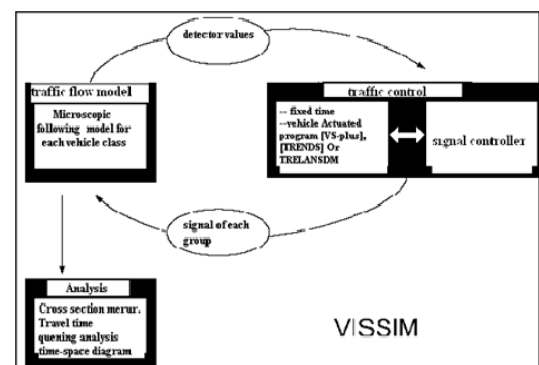 detector values
traffic flow model
Microscopic
following model for
each vehicle class
traffic control
-- fixed time
--vehicle Actuated
program [VS-plus],
[TRENDS] Or
TRELANSDM
signal controller
signal of each
group
Analysis
Cross section merur.
Travel time
quening analysis
time-space diagram
VISSIM